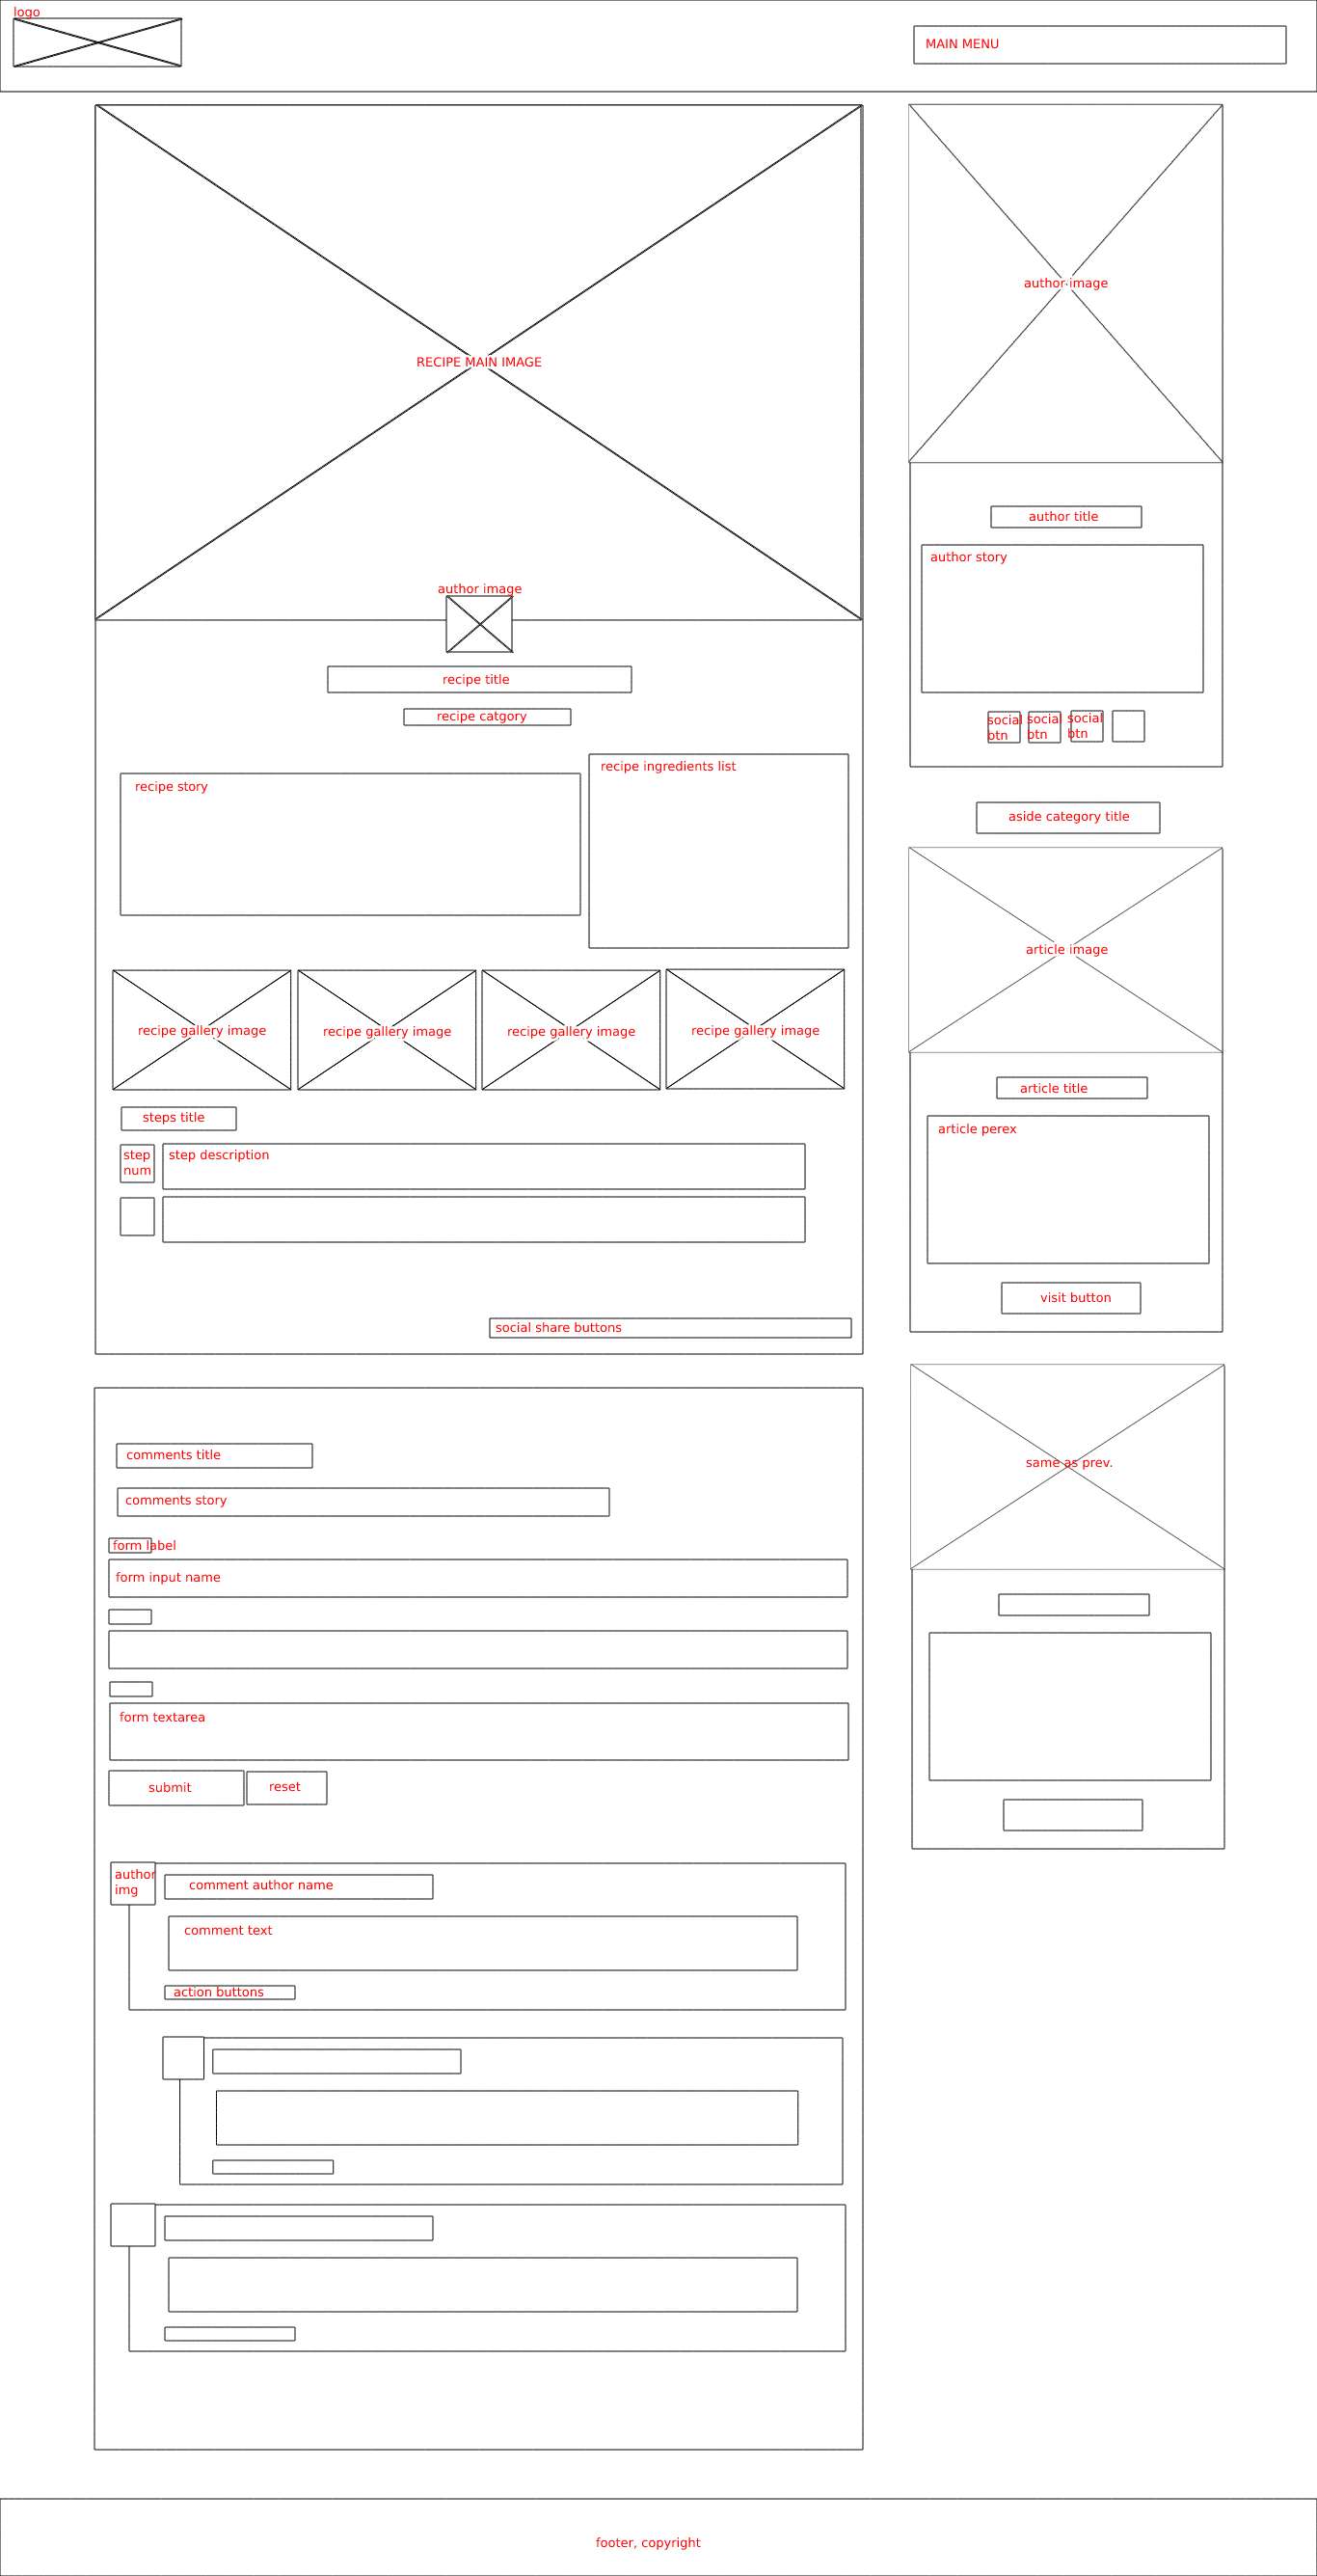 logo
MAIN MENU
RECIPE MAIN IMAGE
author image
recipe title
recipe catgory
recipe story
recipe ingredients list
recipe gallery image
recipe gallery image
recipe gallery image
recipe gallery image
steps title
step
num
step description
social share buttons
comments title
comments story
form label
form input name
form textarea
submit
reset
author
img
comment author name
comment text
action buttons
author image
author title
author story
social
btn
social
btn
social
btn
aside category title
article image
article title
article perex
visit button
same as prev.
footer, copyright